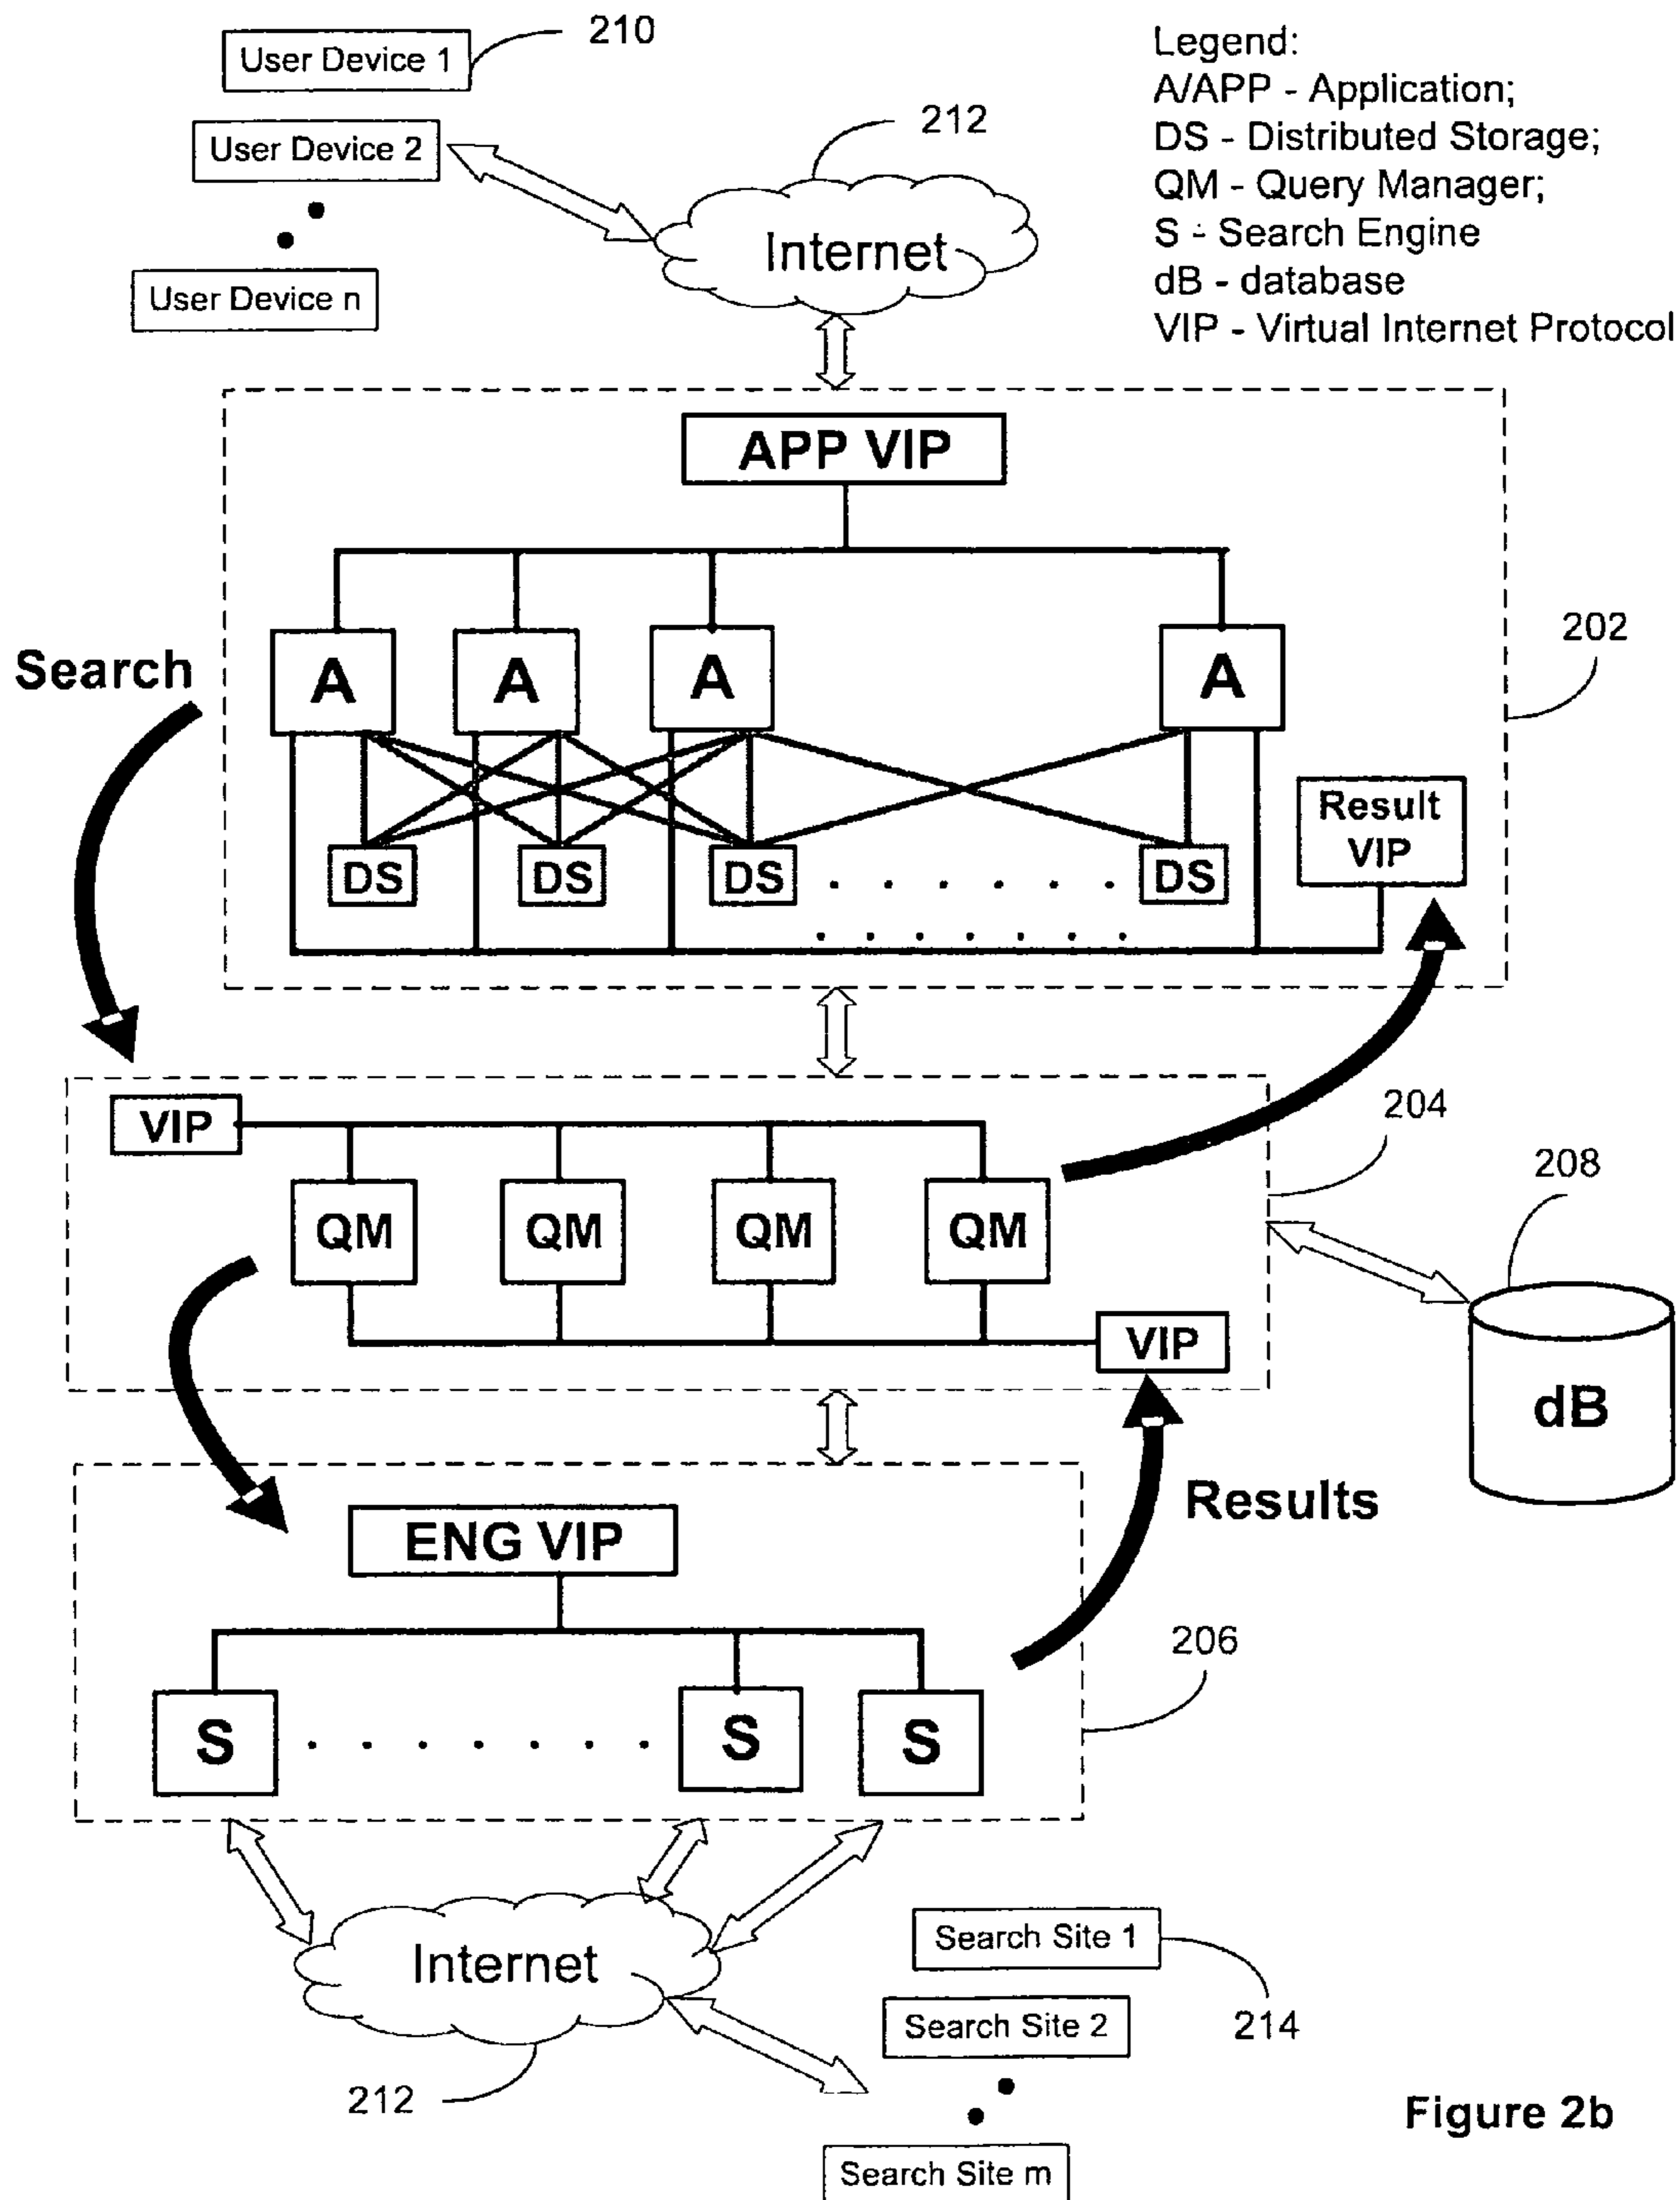 User Device 1
210
User Device 2
User Device n
212
Internet
Legend:
A/APP - Application;
DS - Distributed Storage;
QM - Query Manager;
S - Search Engine
dB - database
VIP - Virtual Internet Protocol
APP VIP
A
A
A
A
202
Search
DS
DS
DS
DS
Result
VIP
VIP
204
QM
QM
QM
QM
208
VIP
dB
ENG VIP
Results
S
S
S
206
Internet
212
Search Site 1
Search Site 2
214
Search Site m
Figure 2b